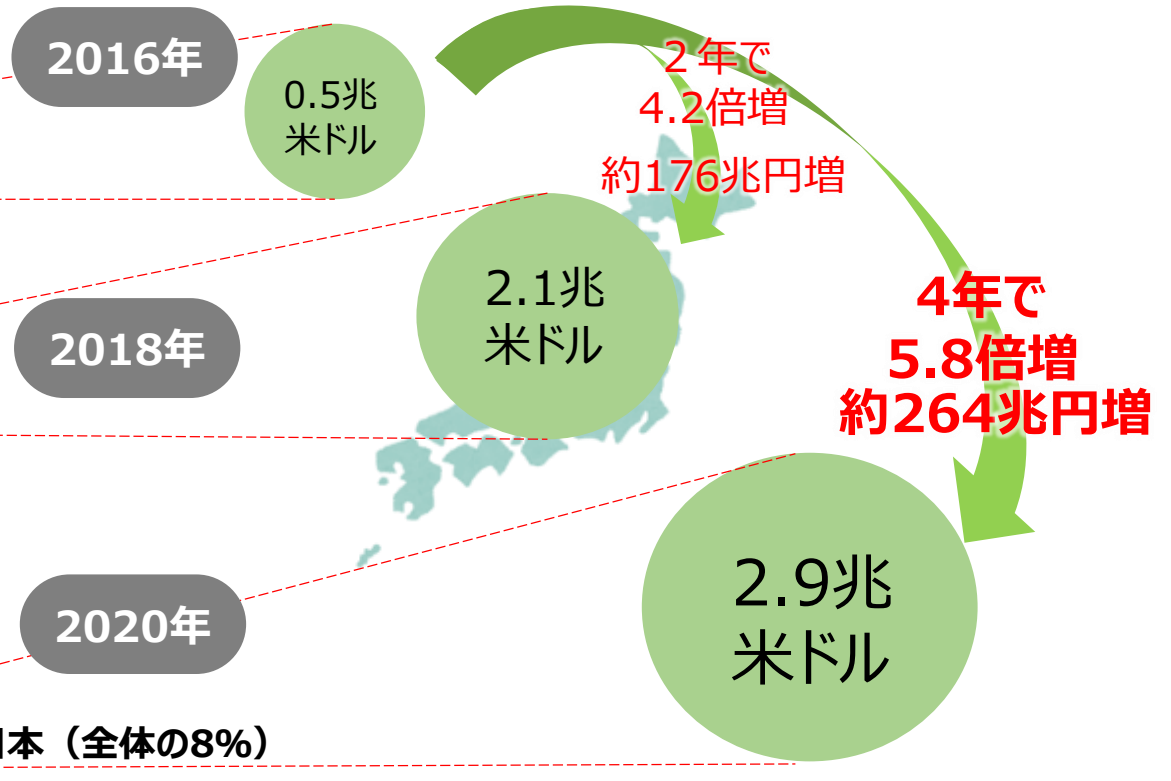 2016年
0.5兆
米ドル
２年で
4.2倍増
約176兆円増
2018年
2.1兆
米ドル
4年で
5.8倍増
約264兆円増
2020年
2.9兆
米ドル
本（全体の8%）